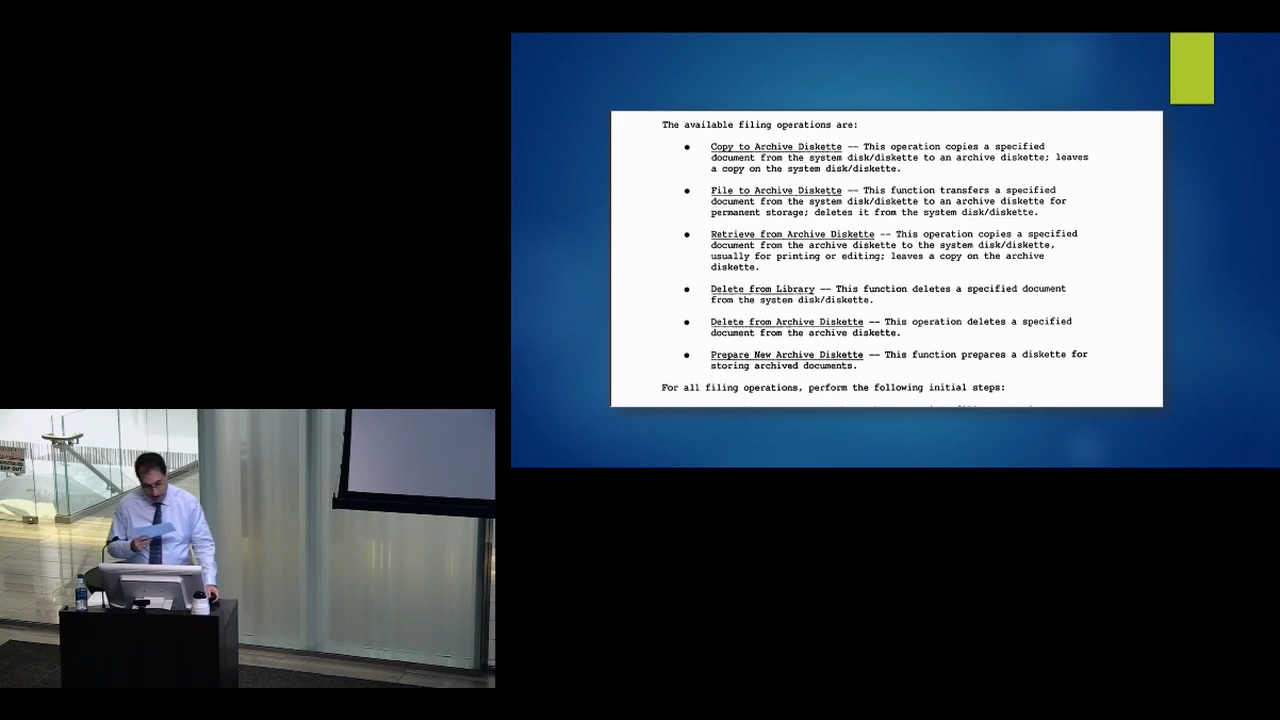 The available filing operations are:
● Copy to Archive Diskette -- This operation copies a specified
document from the system disk/diskette to an archive diskette; leaves
a copy on the system disk/diskette.
● File to Archive Diskette -- This function transfers a specified
document from the system disk/diskette to an archive diskette for
permanent storage; deletes it from the system disk/diskette.
● Retrieve from Archive Diskette -- This operation copies a specified
document from the archive diskette to the system disk/diskette,
usually for printing or editing; leaves a copy on the archive
diskette.
● Delete from Library -- This function deletes a specified document
from the system disk/diskette.
● Delete from Archive Diskette -- This operation deletes a specified
document from the archive diskette.
● Prepare New Archive Diskette -- This function prepares a diskette for
storing archived documents.
For all filing operations, perform the following initial steps: